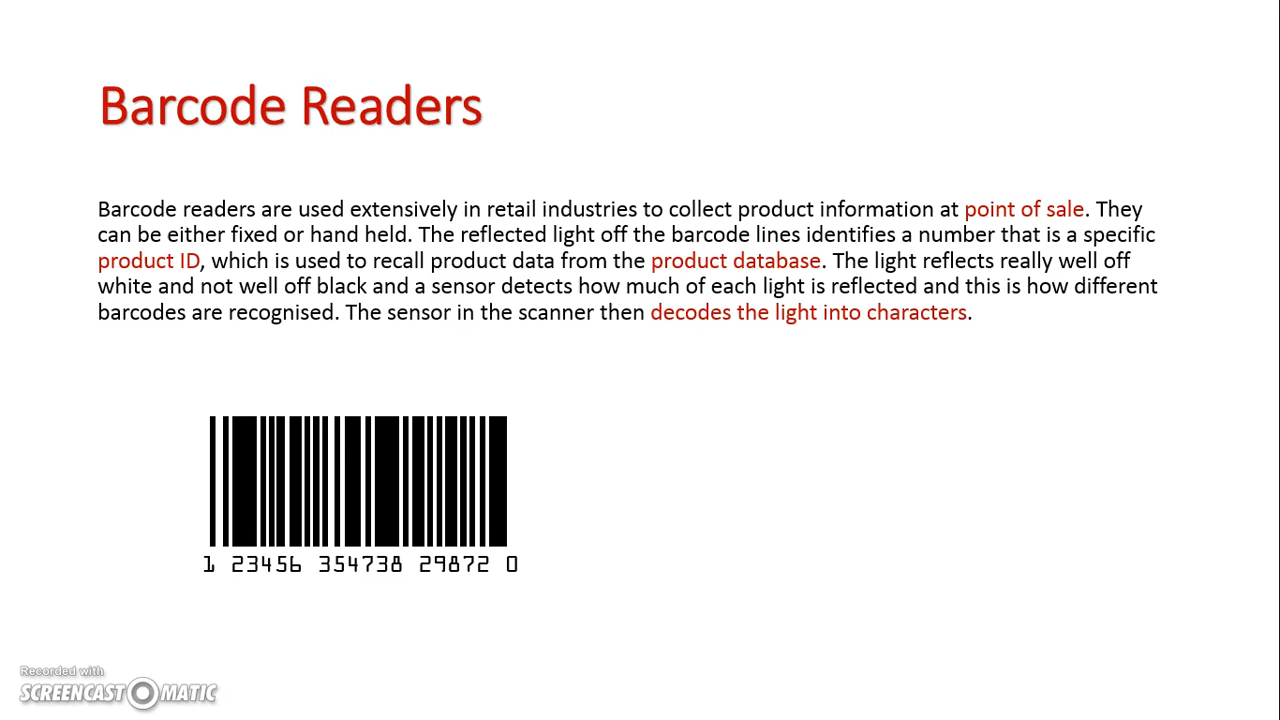 Barcode Readers
Barcode readers are used extensively in retail industries to collect product information at point of sale. They
can be either fixed or hand held. The reflected light off the barcode lines identifies a number that is a specific
product ID, which is used to recall product data from the product database. The light reflects really well off
white and not well off black and a sensor detects how much of each light is reflected and this is how different
barcodes are recognised. The sensor in the scanner then decodes the light into characters.
1 23456 354738 29872 0
Recorded with
SCREENCAST MATIC